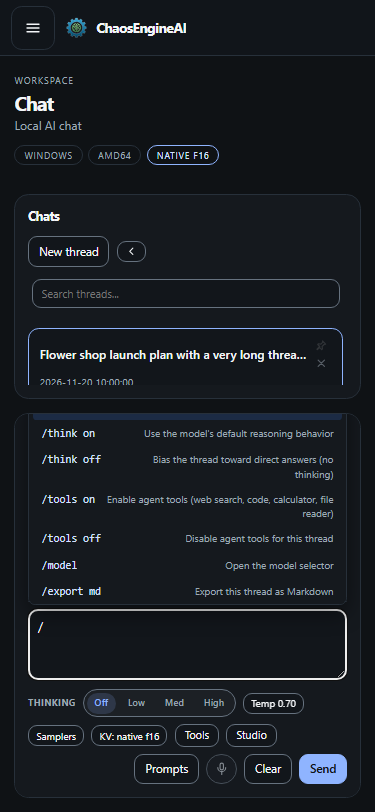 ChaosEngineAI
WORKSPACE
Chat
Local AI chat
WINDOWS
AMD64
NATIVE F16
Chats
New thread
Search threads...
Flower shop launch plan with a very long threa...
2026-11-20 10:00:00
/think on Use the model's default reasoning behavior
/think off Bias the thread toward direct answers (no
thinking)
/tools on Enable agent tools (web search, code, calculator, file
reader)
/tools off Disable agent tools for this thread
/model Open the model selector
/export md Export this thread as Markdown
/
THINKING Off Low Med High Temp 0.70
Samplers KV: native f16 Tools Studio
Prompts Clear Send